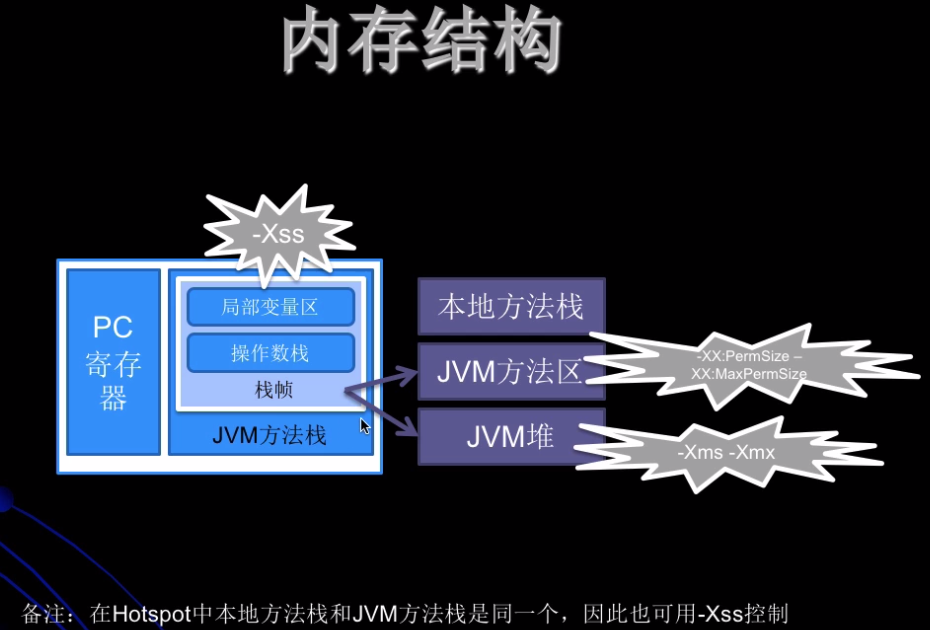 内存结构
-Xss
PC
寄存
器
局部变量区
操作数栈
栈帧
JVM方法栈
本地方法栈
JVM方法区
-XX:PermSize –
XX:MaxPermSize
JVM堆
-Xms -Xmx
备注：在Hotspot中本地方法栈和JVM方法栈是同一个，因此也可用-Xss控制